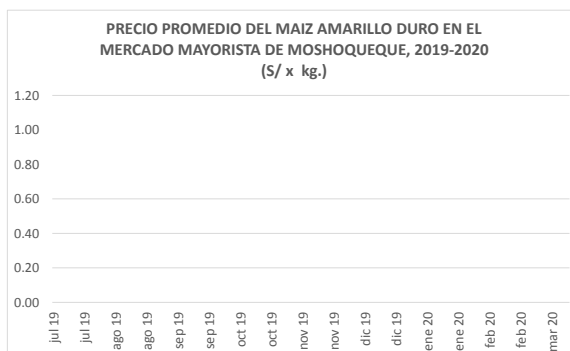 PRECIO PROMEDIO DEL MAIZ AMARILLO DURO EN EL
MERCADO MAYORISTA DE MOSHOQUEQUE, 2019-2020
(S/ x kg.)
1.20
1.00
0.80
0.60
0.40
0.20
0.00
jul 19
jul 19
ago 19
ago 19
sep 19
sep 19
oct 19
oct 19
nov 19
nov 19
dic 19
dic 19
ene 20
ene 20
feb 20
feb 20
mar 20